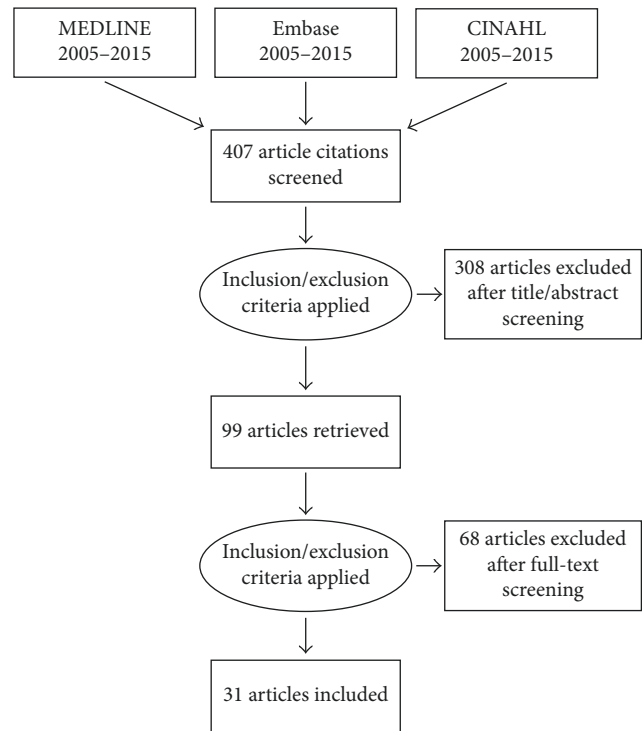 MEDLINE
2005–2015
Embase
2005–2015
CINAHL
2005–2015
407 article citations
screened
Inclusion/exclusion
criteria applied
308 articles excluded
after title/abstract
screening
99 articles retrieved
Inclusion/exclusion
criteria applied
68 articles excluded
after full-text
screening
31 articles included